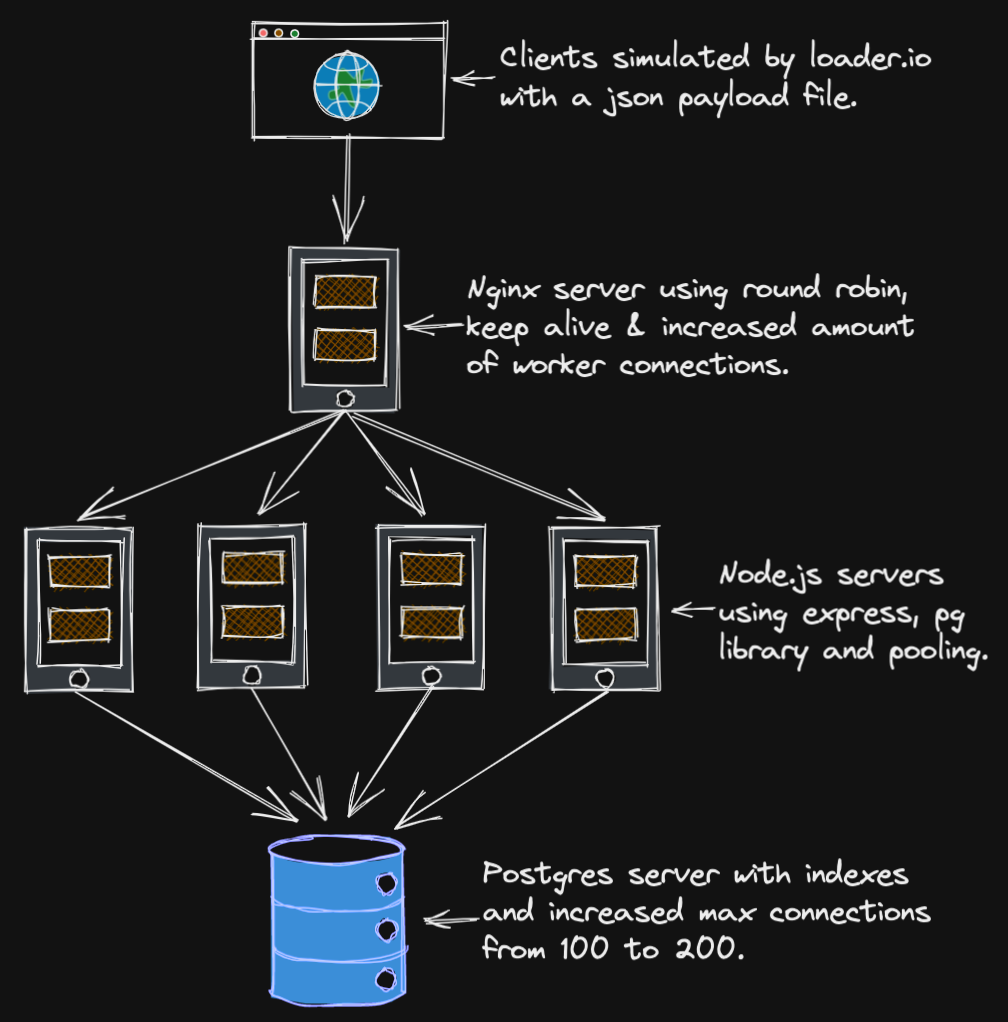 Clients simulated by loader.io
with a json payload file.
Nginx server using round robin,
keep alive & increased amount
of worker connections.
Node.js servers
using express, pg
library and pooling.
Postgres server with indexes
and increased max connections
from 100 to 200.